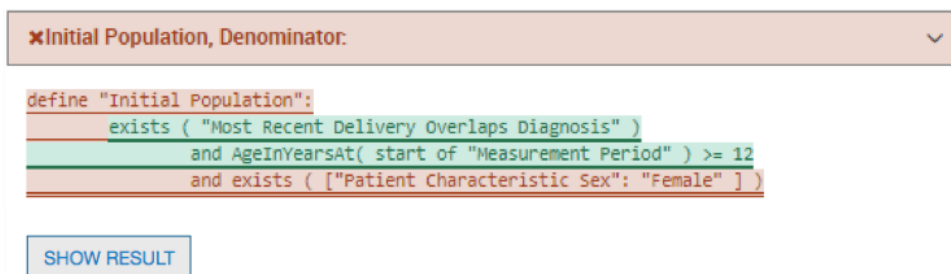 ✖Initial Population, Denominator:
define "Initial Population":
exists ( "Most Recent Delivery Overlaps Diagnosis" )
and AgeInYearsAt( start of "Measurement Period" ) >= 12
and exists ( ["Patient Characteristic Sex": "Female" ] )
SHOW RESULT